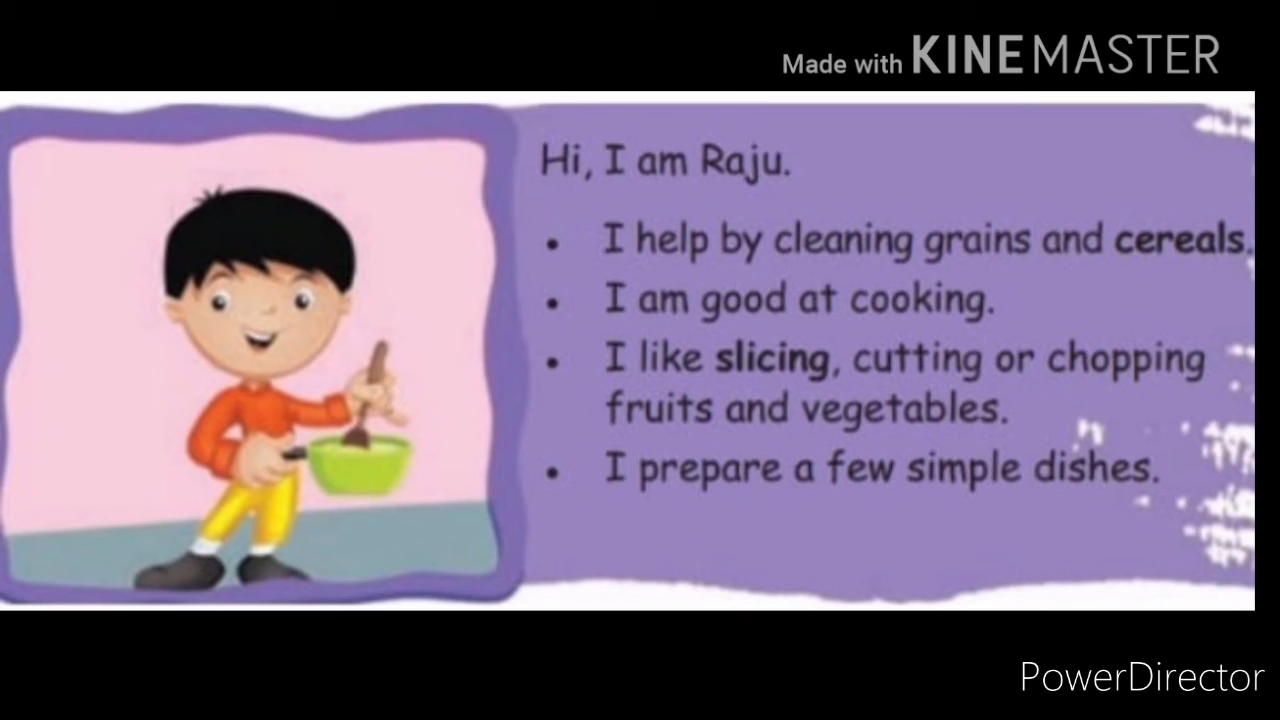 Made with KINEMASTER
Hi, I am Raju.
• I help by cleaning grains and cereals.
• I am good at cooking.
• I like slicing, cutting or chopping
fruits and vegetables.
• I prepare a few simple dishes.
PowerDirector